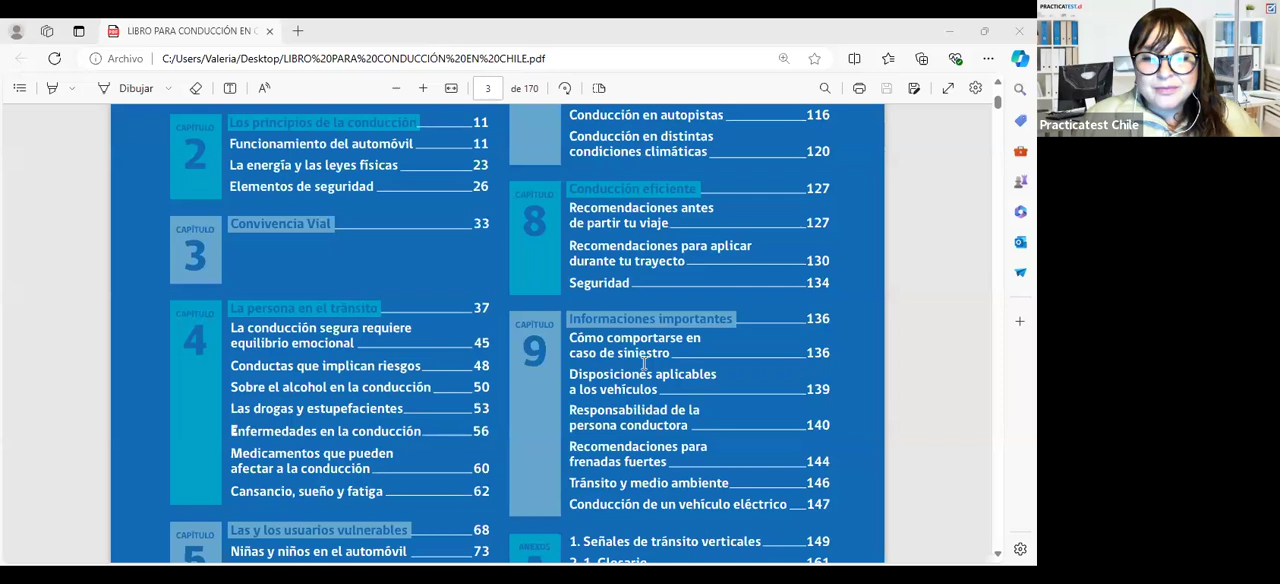 LIBRO PARA CONDUCCIÓN EN C
Archivo
C:/Users/Valeria/Desktop/LIBRO%20PARA%20CONDUCCIÓN%20EN%20CHILE.pdf
Dibujar
3
de 170
CAPÍTULO
2
Los principios de la conducción 11
Funcionamiento del automóvil 11
La energía y las leyes físicas 23
Elementos de seguridad 26
CAPÍTULO
3
Convivencia Vial 33
CAPÍTULO
4
La persona en el tránsito 37
La conducción segura requiere
equilibrio emocional 45
Conductas que implican riesgos 48
Sobre el alcohol en la conducción 50
Las drogas y estupefacientes 53
Enfermedades en la conducción 56
Medicamentos que pueden
afectar a la conducción 60
Cansancio, sueño y fatiga 62
CAPÍTULO
5
Las y los usuarios vulnerables 68
Niñas y niños en el automóvil 73
Conducción en autopistas 116
Conducción en distintas
condiciones climáticas 120
CAPÍTULO
8
Conducción eficiente 127
Recomendaciones antes
de partir tu viaje 127
Recomendaciones para aplicar
durante tu trayecto 130
Seguridad 134
CAPÍTULO
9
Informaciones importantes 136
Cómo comportarse en
caso de siniestro 136
Disposiciones aplicables
a los vehículos 139
Responsabilidad de la
persona conductora 140
Recomendaciones para
frenadas fuertes 144
Tránsito y medio ambiente 146
Conducción de un vehículo eléctrico 147
ANEXOS
1. Señales de tránsito verticales 149
2. 1. Glosario 161
PRACTICATEST.cl
Practicatest Chile